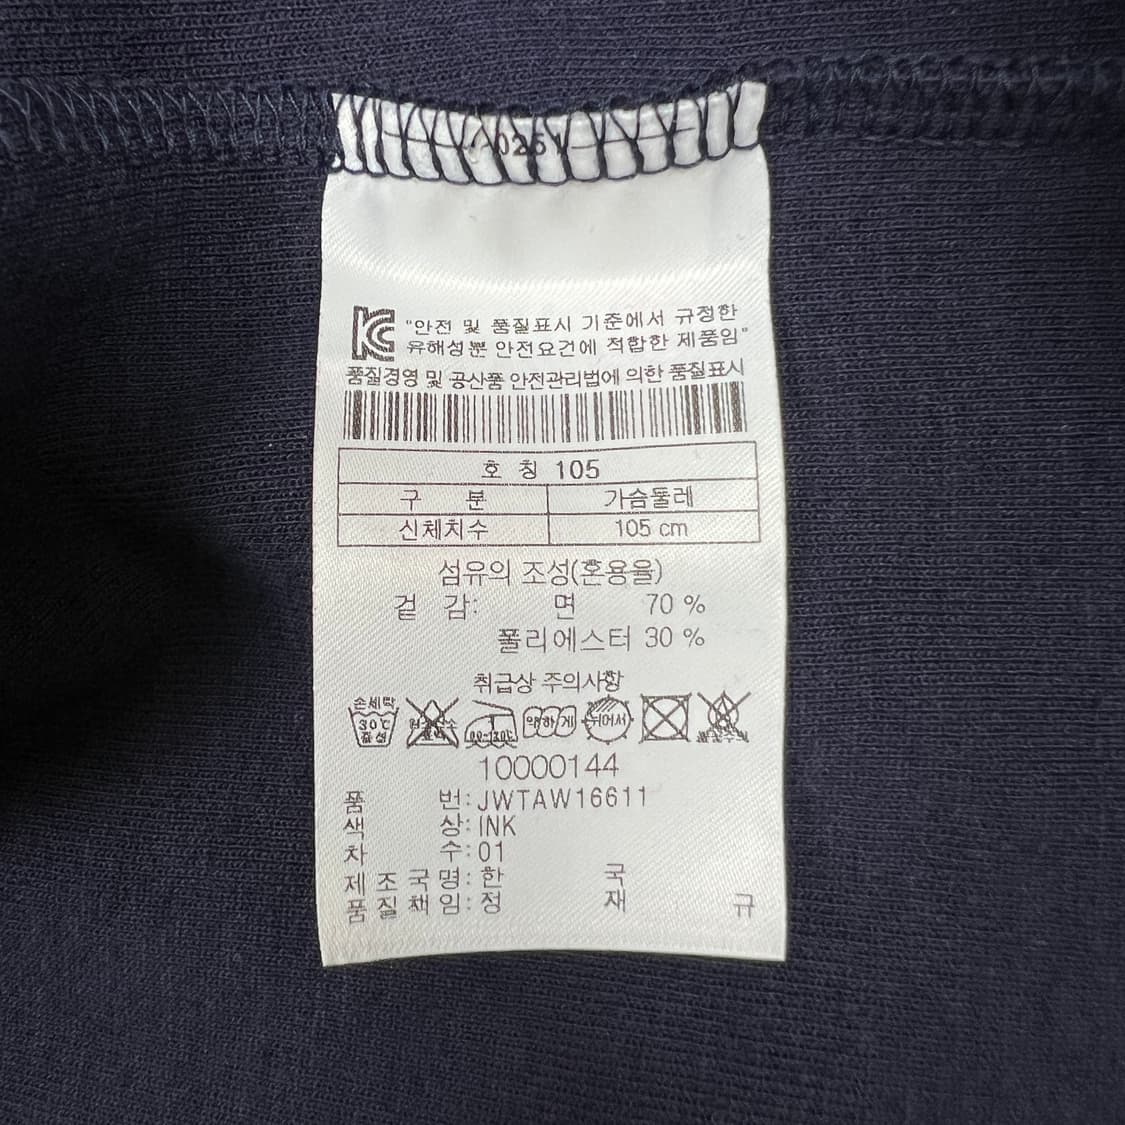 "안전 및 품질표시 기준에서 규정한
유해성분 안전요건에 적합한 제품임"
품질경영 및 공산품 안전관리법에 의한 품질표시
호 칭 105
구 분 가슴둘레
신체치수 105 cm
섬유의 조성(혼용율)
겉 감: 면 70 %
폴리에스터 30 %
취급상 주의사항
손세탁
30℃ 약하게
중성
10000144
품 번: JWTAW16611
색 상: INK
차 수: 01
제 조 국 명: 한 국
품 질 책 임: 정 재 규